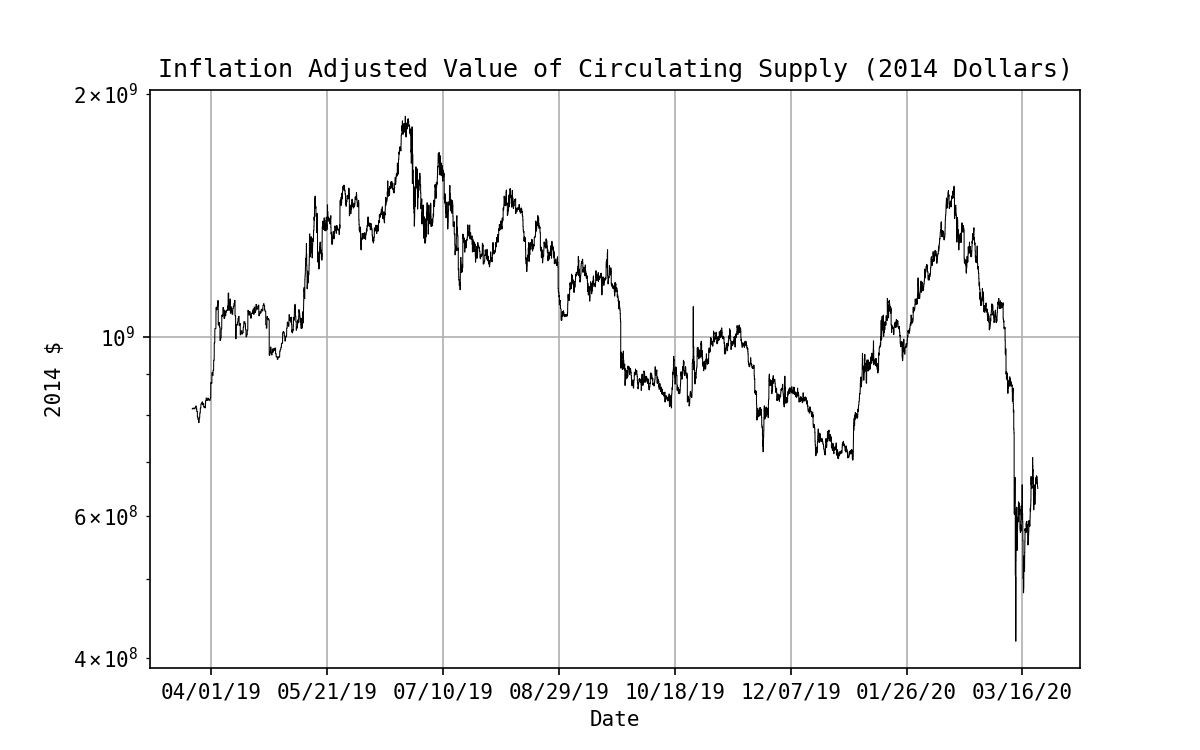 Inflation Adjusted Value of Circulating Supply (2014 Dollars)
2×10⁹
10⁹
6×10⁸
4×10⁸
2014 $
04/01/19 05/21/19 07/10/19 08/29/19 10/18/19 12/07/19 01/26/20 03/16/20
Date